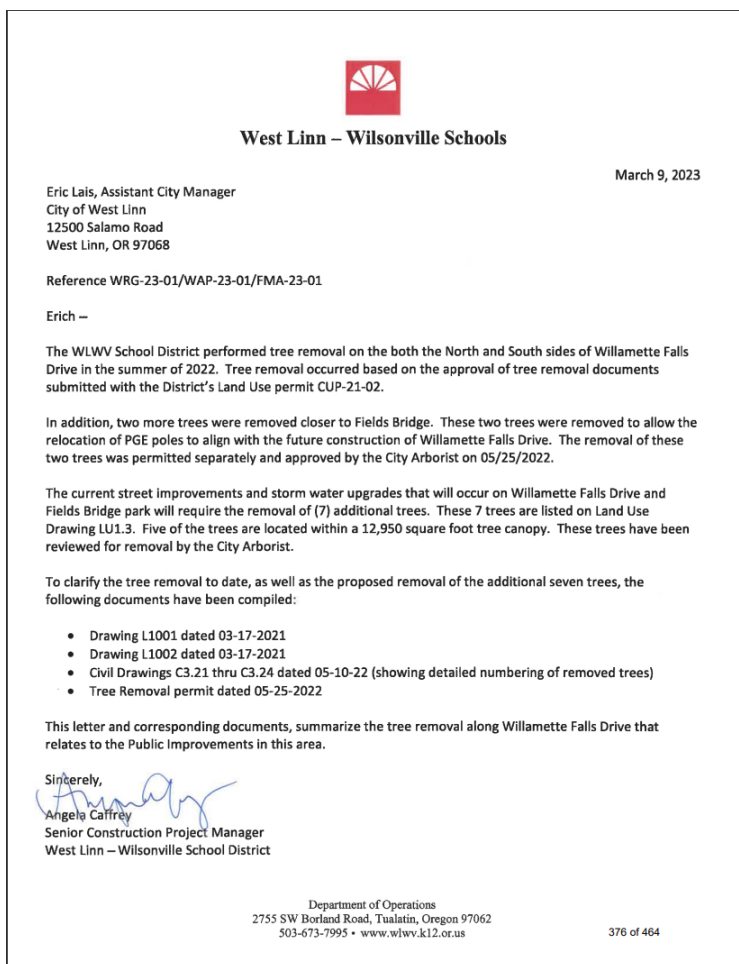 West Linn – Wilsonville Schools
March 9, 2023
Eric Lais, Assistant City Manager
City of West Linn
12500 Salamo Road
West Linn, OR 97068
Reference WRG-23-01/WAP-23-01/FMA-23-01
Erich –
The WLWV School District performed tree removal on the both the North and South sides of Willamette Falls
Drive in the summer of 2022.  Tree removal occurred based on the approval of tree removal documents
submitted with the District's Land Use permit CUP-21-02.
In addition, two more trees were removed closer to Fields Bridge.  These two trees were removed to allow the
relocation of PGE poles to align with the future construction of Willamette Falls Drive.  The removal of these
two trees was permitted separately and approved by the City Arborist on 05/25/2022.
The current street improvements and storm water upgrades that will occur on Willamette Falls Drive and
Fields Bridge park will require the removal of (7) additional trees.  These 7 trees are listed on Land Use
Drawing LU1.3.  Five of the trees are located within a 12,950 square foot tree canopy.  These trees have been
reviewed for removal by the City Arborist.
To clarify the tree removal to date, as well as the proposed removal of the additional seven trees, the
following documents have been compiled:
• Drawing L1001 dated 03-17-2021
• Drawing L1002 dated 03-17-2021
• Civil Drawings C3.21 thru C3.24 dated 05-10-22 (showing detailed numbering of removed trees)
• Tree Removal permit dated 05-25-2022
This letter and corresponding documents, summarize the tree removal along Willamette Falls Drive that
relates to the Public Improvements in this area.
Sincerely,
Angela Caffrey
Senior Construction Project Manager
West Linn – Wilsonville School District
Department of Operations
2755 SW Borland Road, Tualatin, Oregon 97062
503-673-7995 • www.wlwv.k12.or.us
376 of 464